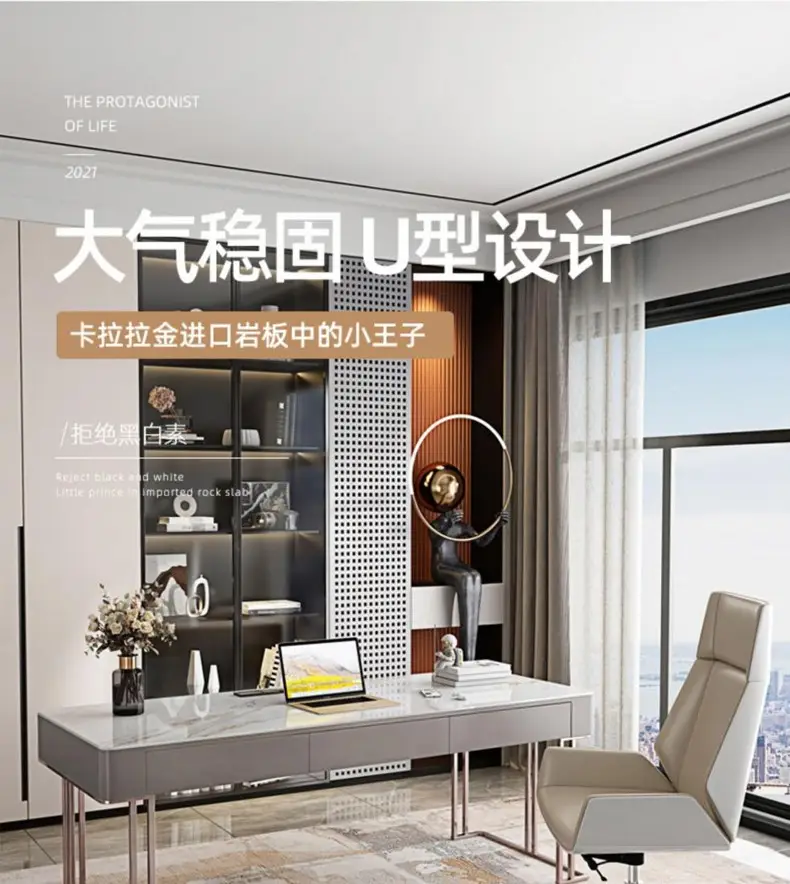 THE PROTAGONIST
OF LIFE
2021
大气稳固 U型设计
卡拉拉金进口岩板中的小王子
/拒绝黑白素
Reject black and white
Little prince in imported rock slab